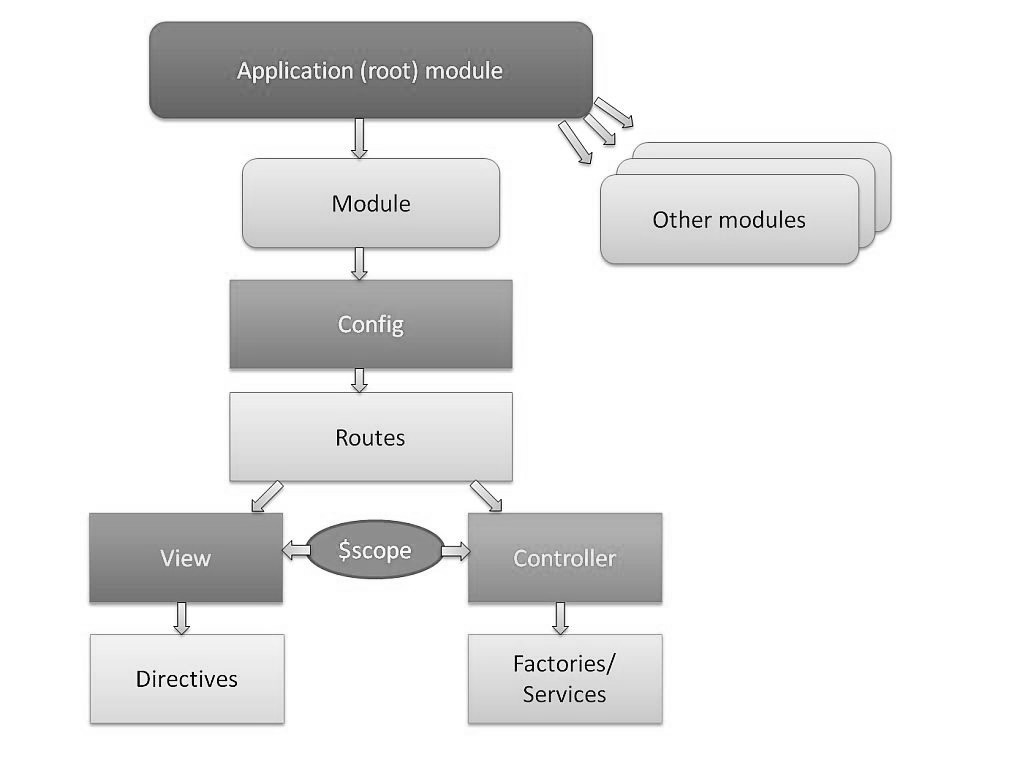 Application (root) module
Module
Other modules
Config
Routes
View
$scope
Controller
Directives
Factories/
Services